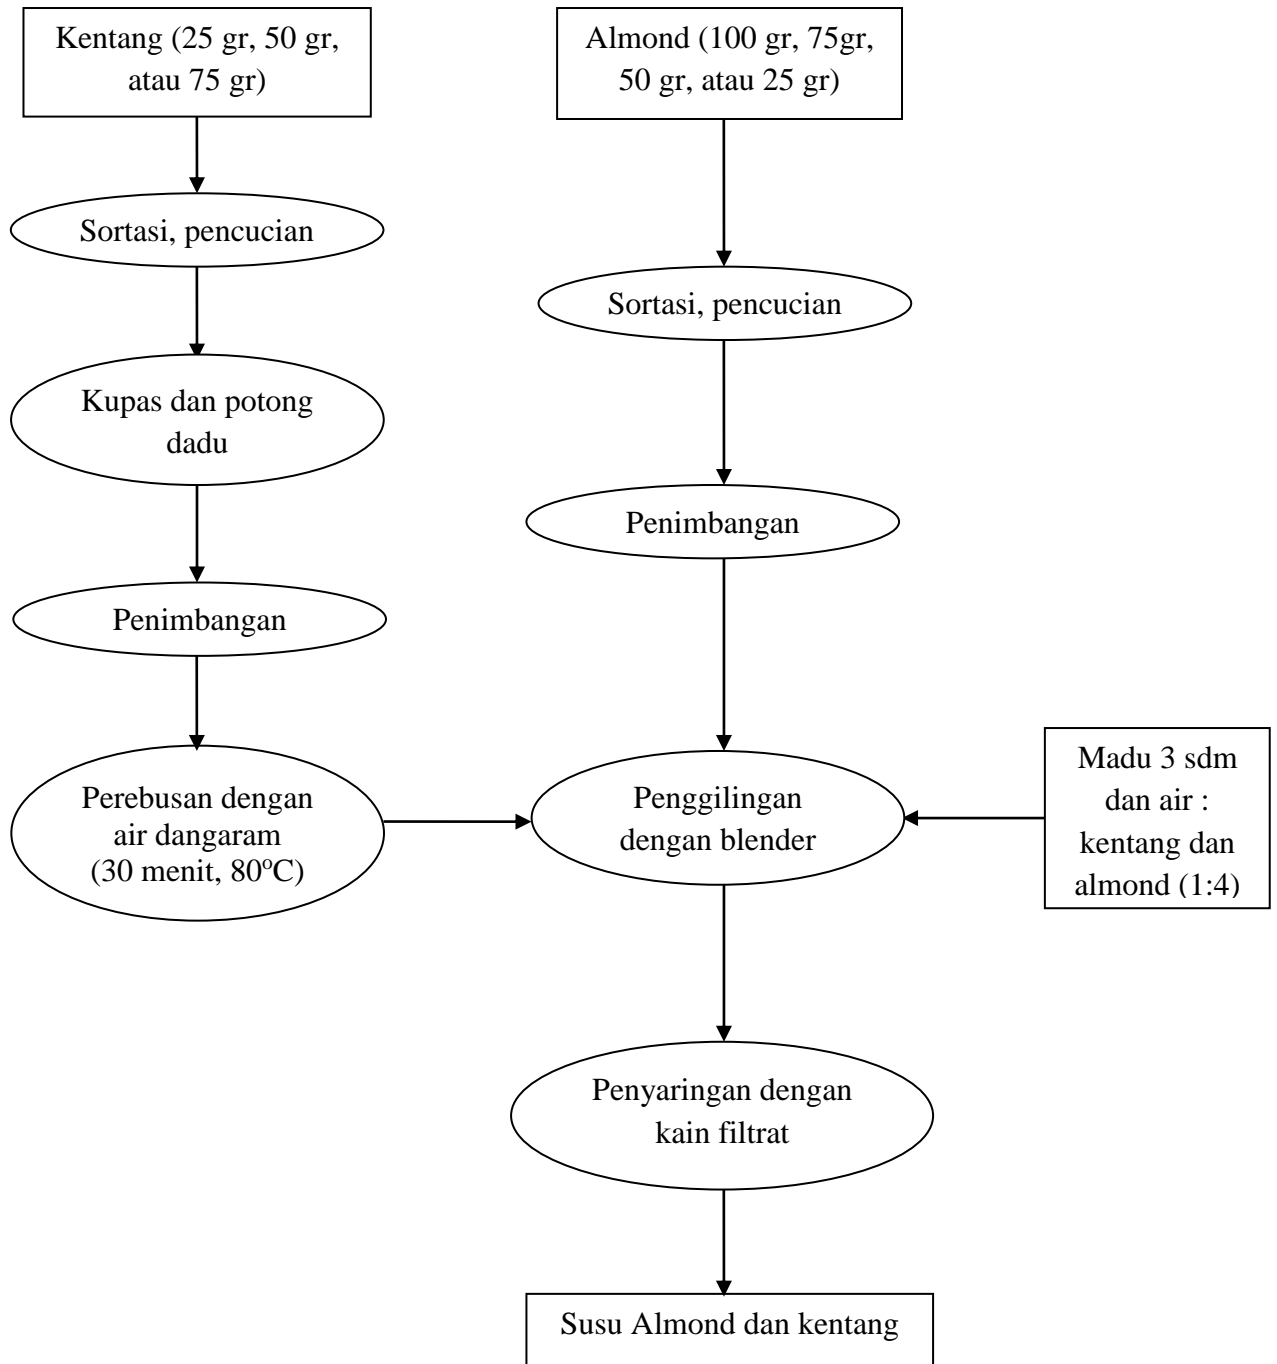 Kentang (25 gr, 50 gr,
atau 75 gr)
Almond (100 gr, 75gr,
50 gr, atau 25 gr)
Sortasi, pencucian
Sortasi, pencucian
Kupas dan potong
dadu
Penimbangan
Penimbangan
Perebusan dengan
air dangaram
(30 menit, 80°C)
Penggilingan
dengan blender
Madu 3 sdm
dan air :
kentang dan
almond (1:4)
Penyaringan dengan
kain filtrat
Susu Almond dan kentang